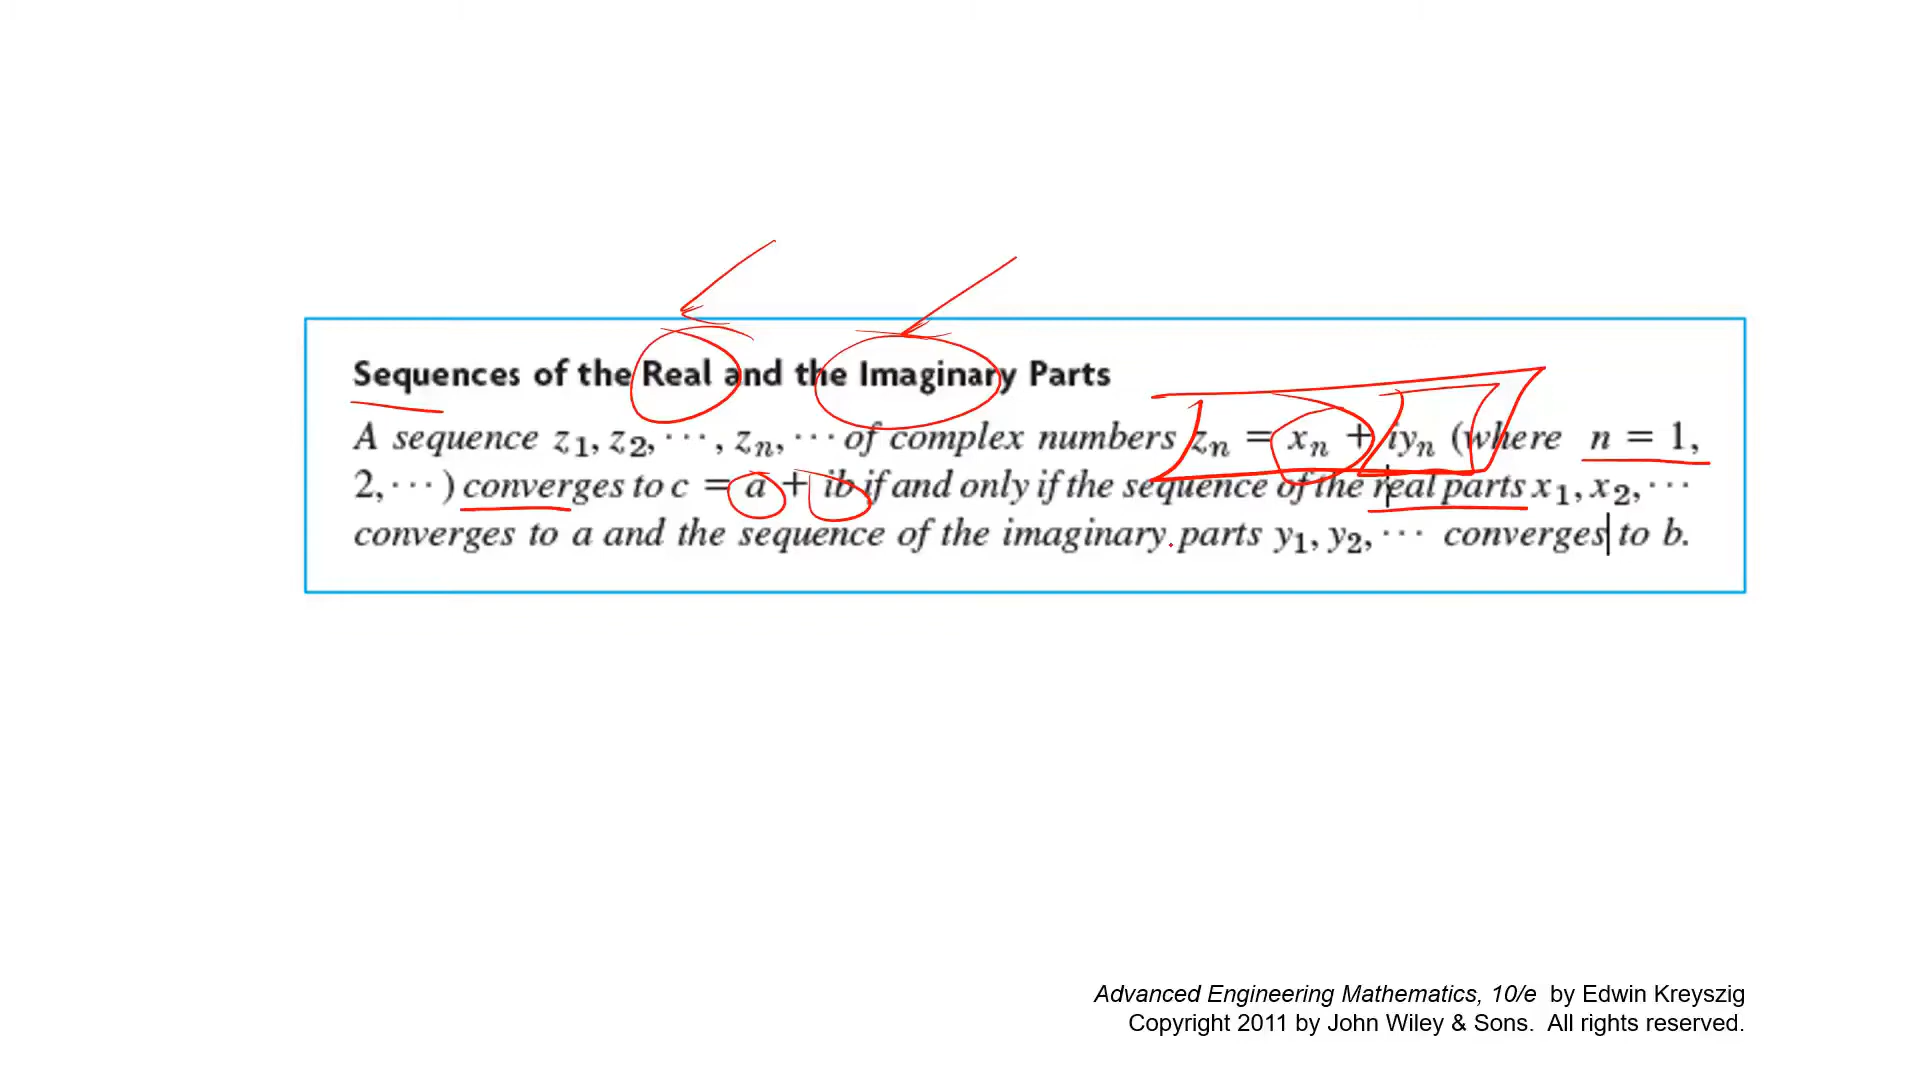 Sequences of the Real and the Imaginary Parts
A sequence z₁, z₂, ⋯, zₙ, ⋯ of complex numbers zₙ = xₙ + iyₙ (where n = 1,
2, ⋯) converges to c = a + ib if and only if the sequence of the real parts x₁, x₂, ⋯
converges to a and the sequence of the imaginary parts y₁, y₂, ⋯ converges to b.
Advanced Engineering Mathematics, 10/e by Edwin Kreyszig
Copyright 2011 by John Wiley & Sons. All rights reserved.